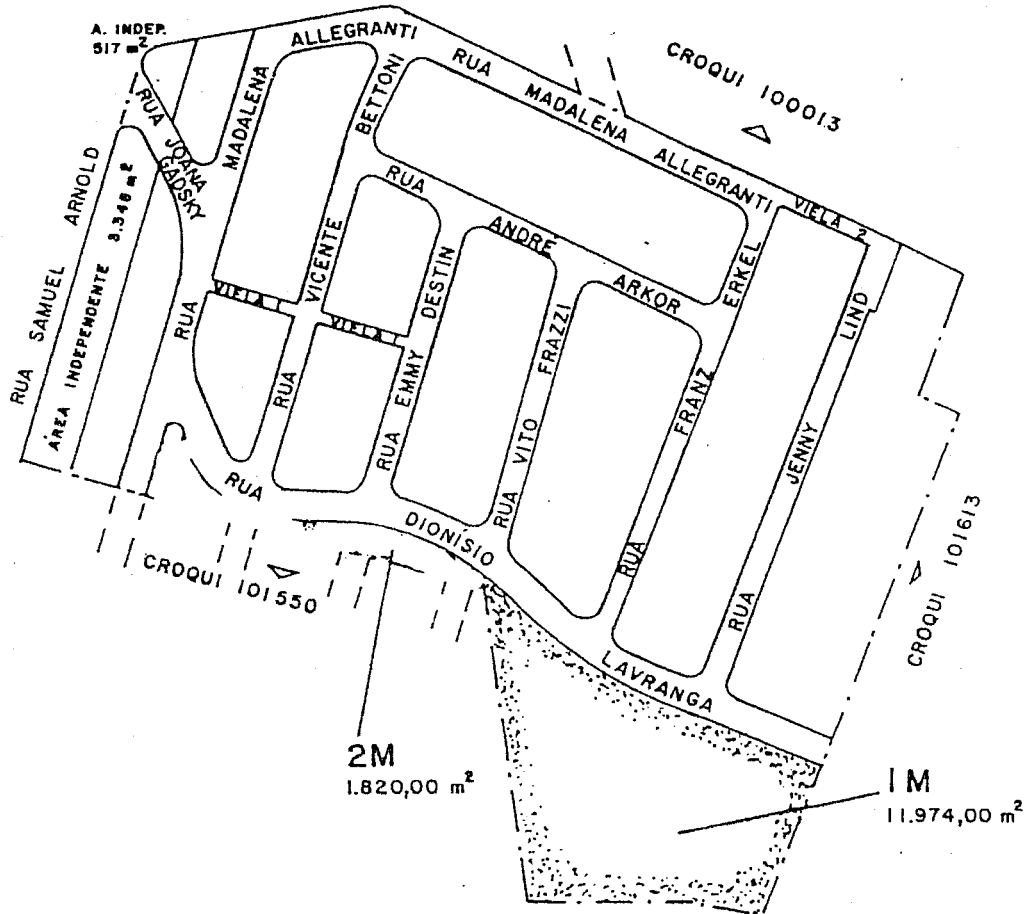 A. INDEP.
517 m²
ALLEGRANTI
RUA MADALENA ALLEGRANTI
CROQUI 100013
RUA JOANA
GADSKY
MADALENA
BETTONI
RUA ANDRÉ ARKOR
VIELA 2
RUA SAMUEL ARNOLD
ÁREA INDEPENDENTE 3.346 m²
RUA
VIELA 1
VICENTE
RUA
VIELA
DESTIN
EMMY
RUA
FRAZZI
VITO
RUA
ERKEL
FRANZ
RUA
LIND
JENNY
RUA
RUA DIONISIO LAVRANGA
CROQUI 101550
CROQUI 101613
2M
1.820,00 m²
1M
11.974,00 m²